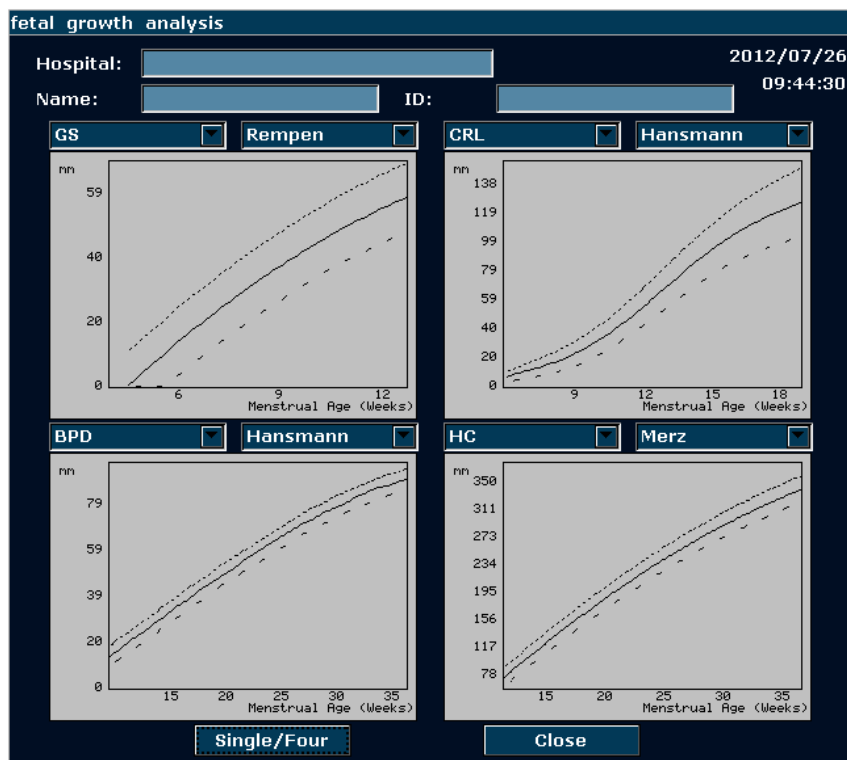 fetal growth analysis
Hospital:
2012/07/26
09:44:30
Name:
ID:
GS
Rempen
CRL
Hansmann
mm
59
40
20
0
6 9 12
Menstrual Age (Weeks)
mm
138
119
99
79
59
40
20
0
9 12 15 18
Menstrual Age (Weeks)
BPD
Hansmann
HC
Merz
mm
79
59
39
20
0
15 20 25 30 35
Menstrual Age (Weeks)
mm
350
311
273
234
195
156
117
78
15 20 25 30 35
Menstrual Age (Weeks)
Single/Four
Close